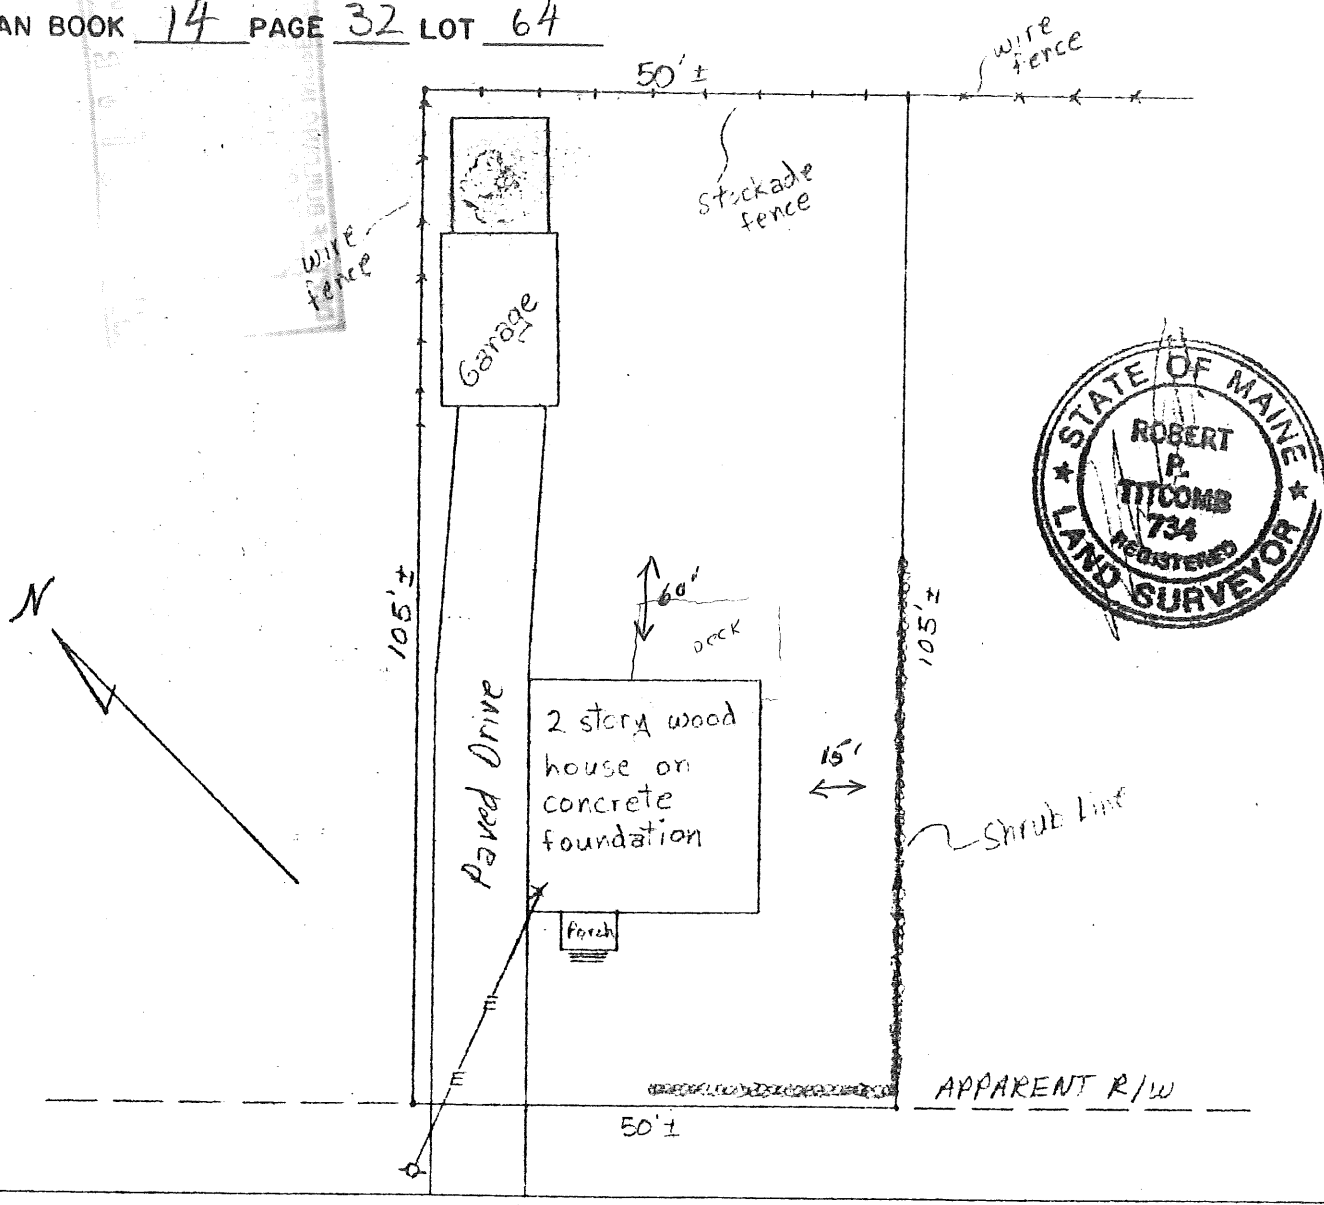 AN BOOK 14 PAGE 32 LOT 64
wire
fence
50'±
stockade
fence
wire
fence
Garage
STATE OF MAINE
ROBERT
P.
TITCOMB
734
REGISTERED
LAND SURVEYOR
N
105'±
60'
DECK
105'±
Paved Drive
2 story wood
house on
concrete
foundation
15'
Shrub Line
Porch
E
E
APPARENT R/W
50'±